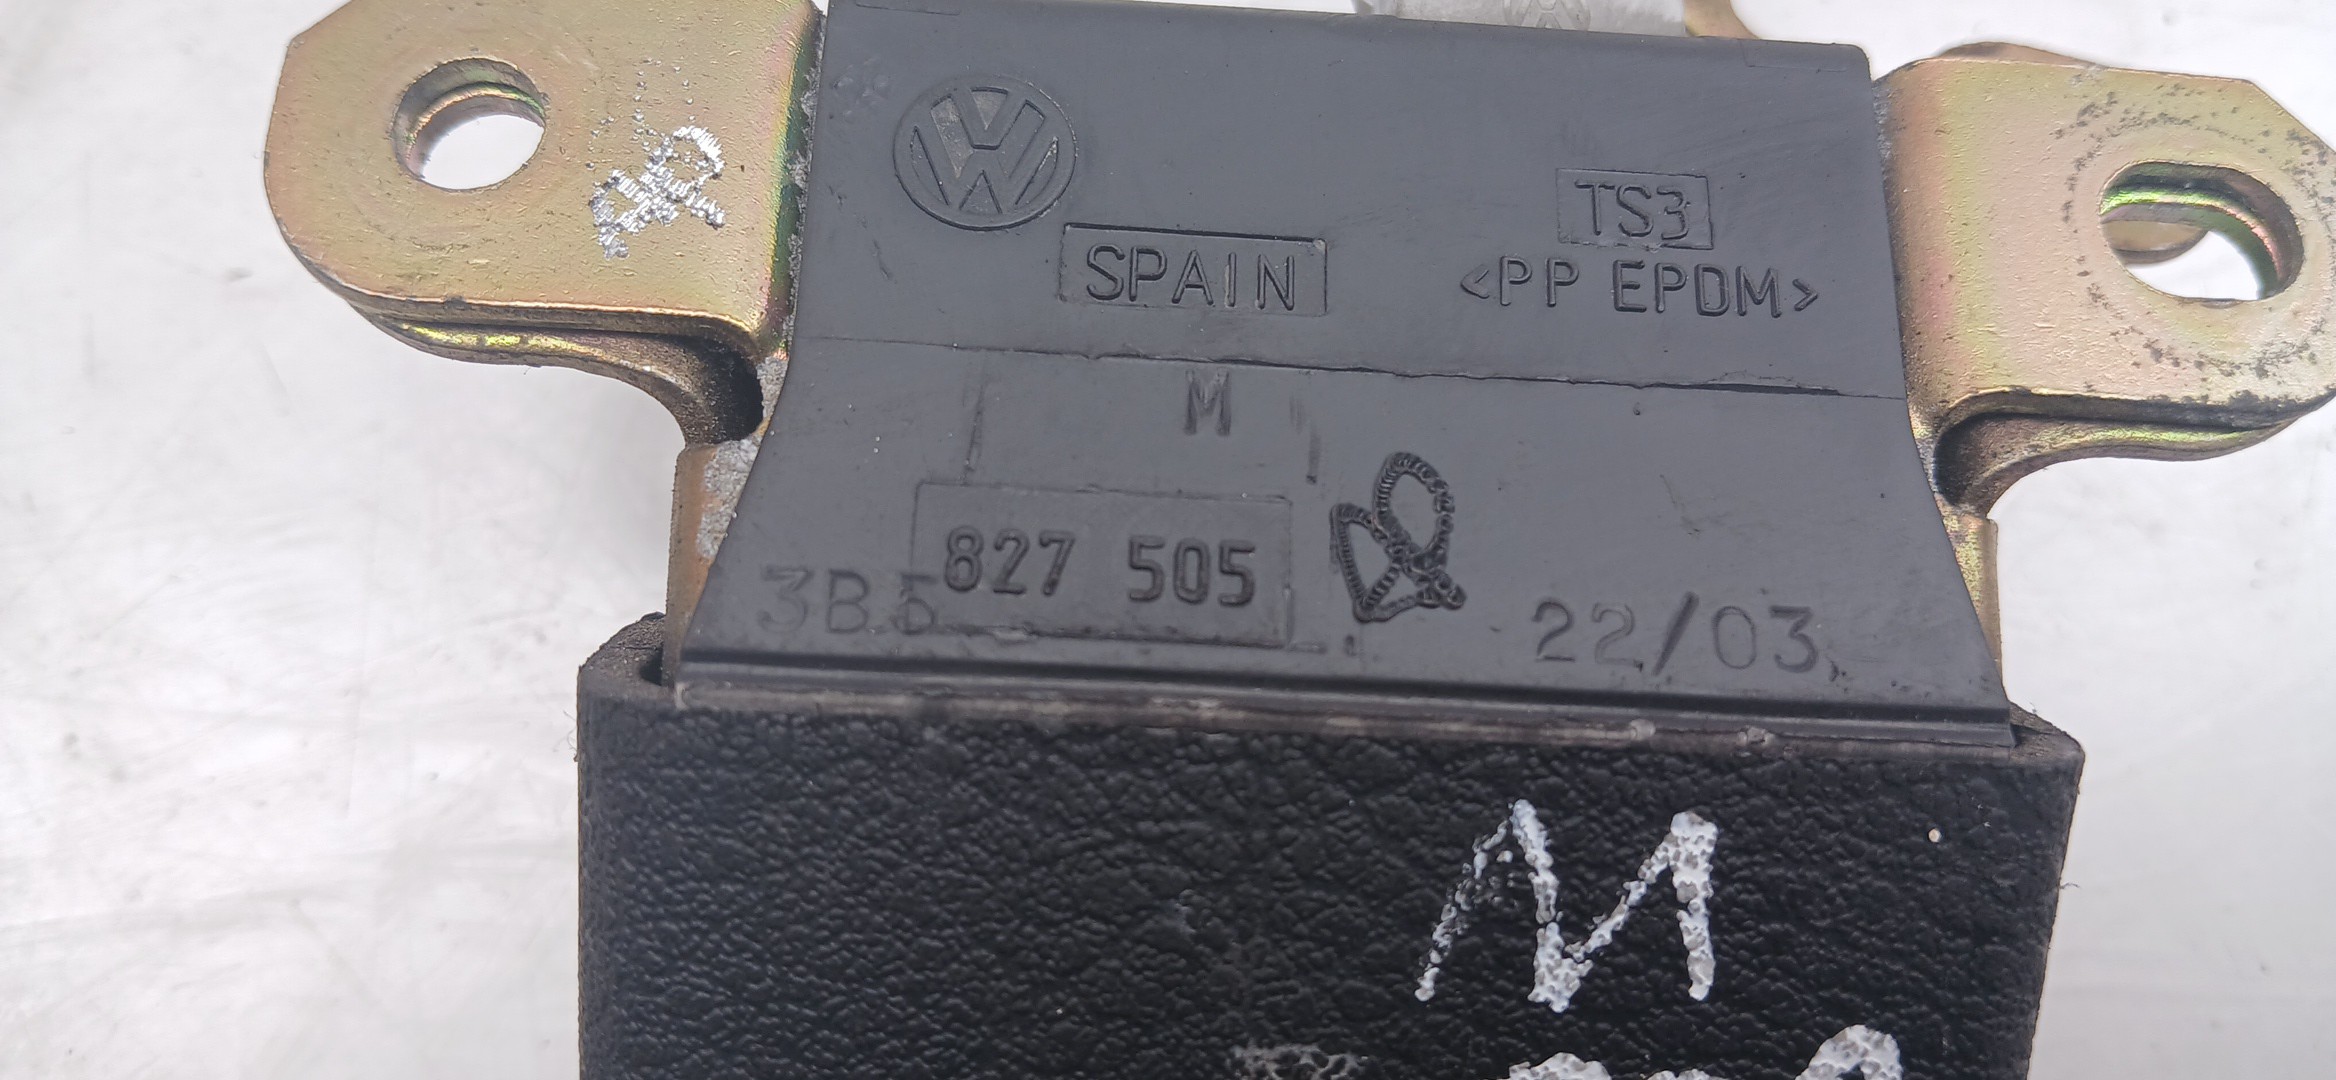 SPAIN
TS3
<PP EPDM>
M
3B5 827 505
22/03
M